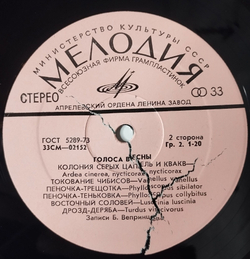 МИНИСТЕРСТВО КУЛЬТУРЫ СССР
МЕЛОДИЯ
ВСЕСОЮЗНАЯ ФИРМА ГРАМПЛАСТИНОК
СТЕРЕО
33
АПРЕЛЕВСКИЙ ОРДЕНА ЛЕНИНА ЗАВОД
ГОСТ 5289-73
33СМ—03152
2 сторона
Гр. 2. 1-20
ГОЛОСА ВЕСНЫ
КОЛОНИЯ СЕРЫХ ЦАПЕЛЬ И КВАКВ—
Ardea cinerea, nycticorax nycticorax
ТОКОВАНИЕ ЧИБИСОВ—Vanellus vanellus
ПЕНОЧКА-ТРЕЩОТКА—Phylloscopus sibilator
ПЕНОЧКА-ТЕНЬКОВКА—Phylloscopus collybitus
ВОСТОЧНЫЙ СОЛОВЕЙ—Luscinia luscinia
ДРОЗД-ДЕРЯБА—Turdus viscivorus
Записи Б. Вепринцева